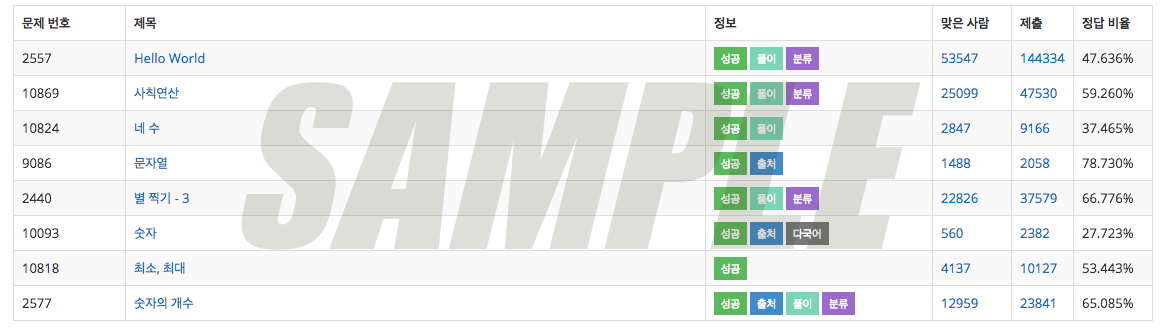 문제 번호 제목 정보 맞은 사람 제출 정답 비율
2557 Hello World 성공 풀이 분류 53547 144334 47.636%
10869 사칙연산 성공 풀이 분류 25099 47530 59.260%
10824 네 수 성공 풀이 2847 9166 37.465%
9086 문자열 성공 출처 1488 2058 78.730%
2440 별 찍기 - 3 성공 풀이 분류 22826 37579 66.776%
10093 숫자 성공 출처 다국어 560 2382 27.723%
10818 최소, 최대 성공 4137 10127 53.443%
2577 숫자의 개수 성공 출처 풀이 분류 12959 23841 65.085%
SAMPLE